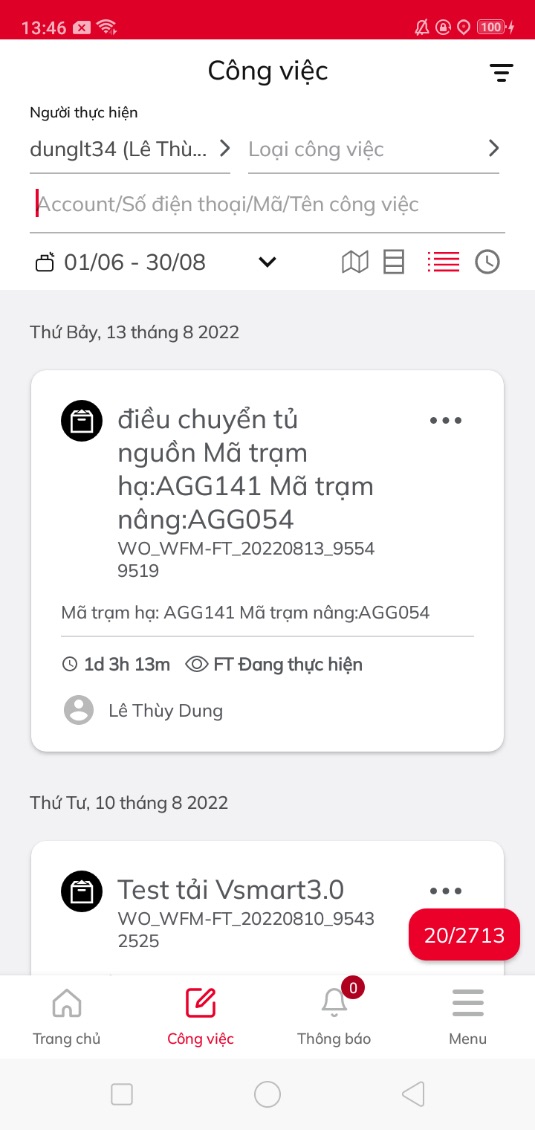 13:46
100
Công việc
Người thực hiện
dunglt34 (Lê Thù...
Loại công việc
Account/Số điện thoại/Mã/Tên công việc
01/06 - 30/08
Thứ Bảy, 13 tháng 8 2022
điều chuyển tủ
nguồn Mã trạm
hạ:AGG141 Mã trạm
nâng:AGG054
WO_WFM-FT_20220813_9554
9519
Mã trạm hạ: AGG141 Mã trạm nâng:AGG054
1d 3h 13m FT Đang thực hiện
Lê Thùy Dung
Thứ Tư, 10 tháng 8 2022
Test tải Vsmart3.0
WO_WFM-FT_20220810_9543
2525
20/2713
0
Trang chủ
Công việc
Thông báo
Menu